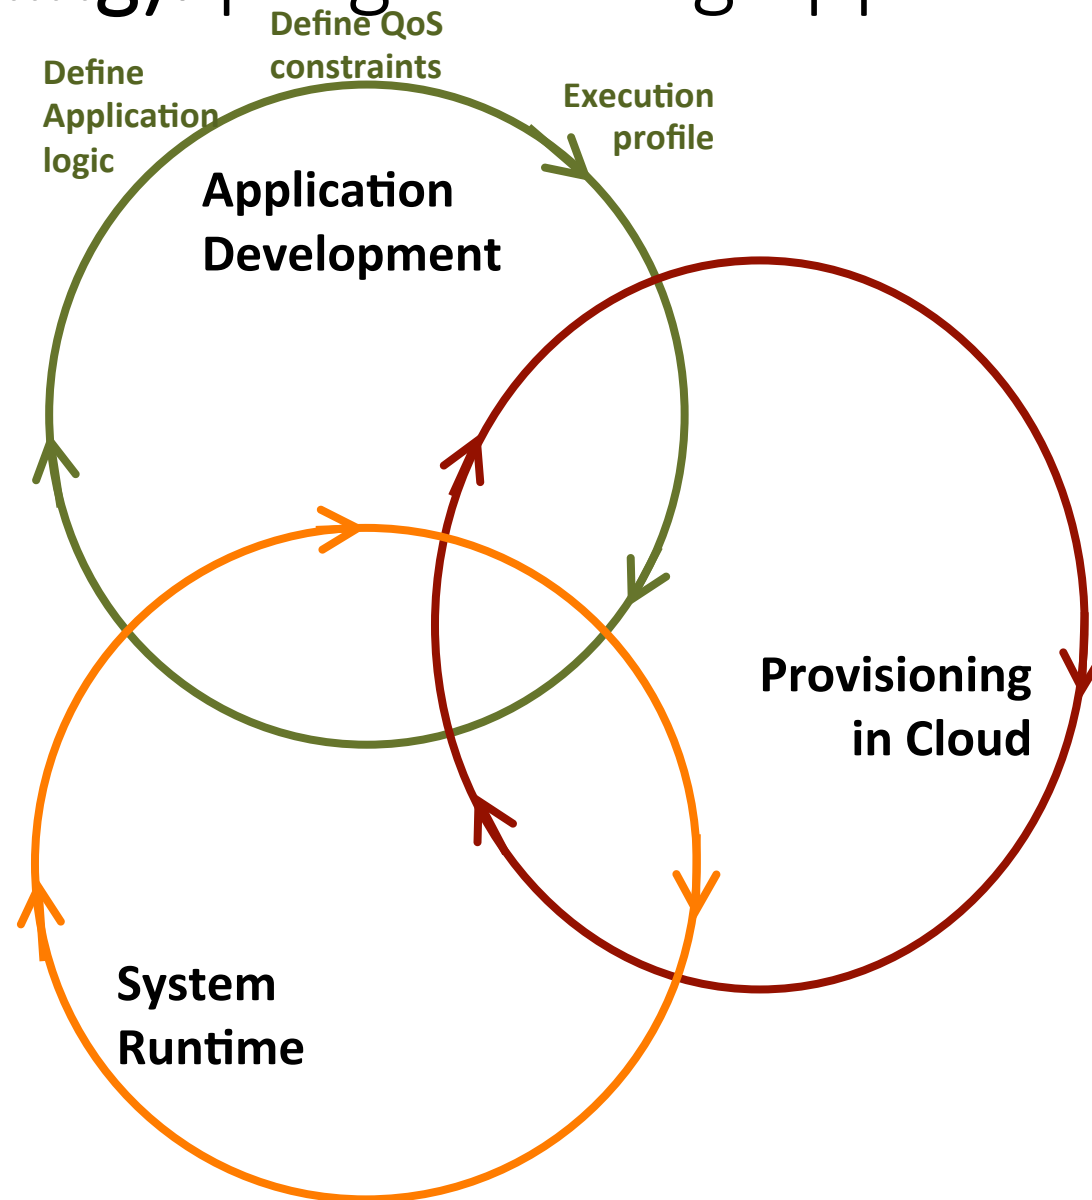 Define QoS
constraints
Define
Application
logic
Execution
profile
Application
Development
Provisioning
in Cloud
System
Runtime